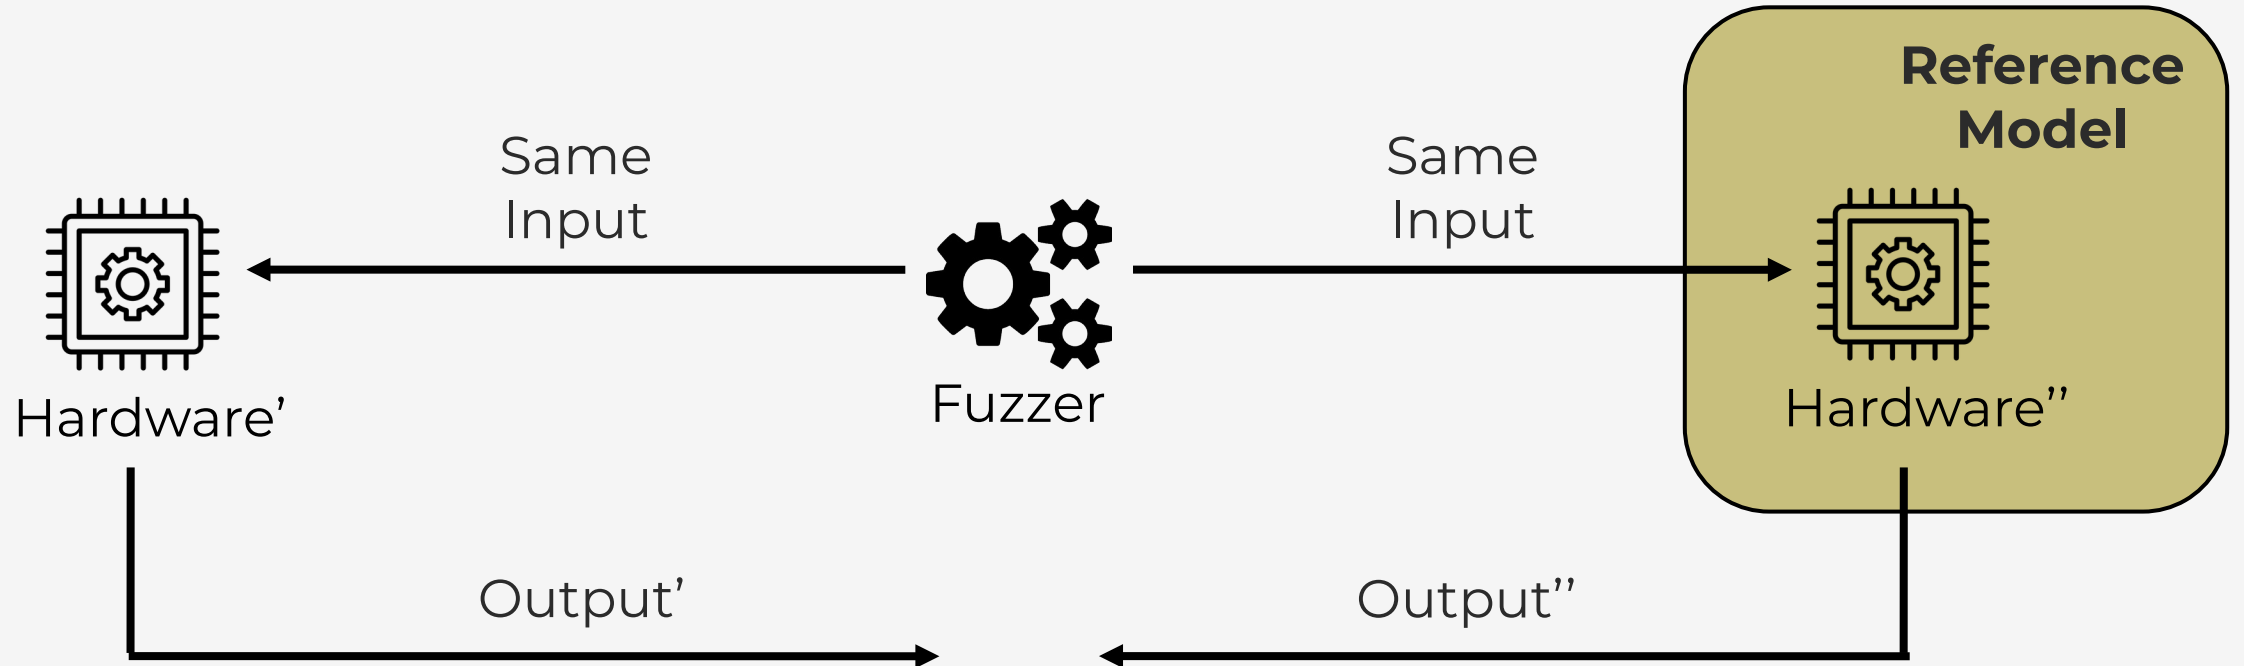 Reference
Model
Same
Input
Same
Input
Hardware’
Fuzzer
Hardware’’
Output’
Output’’